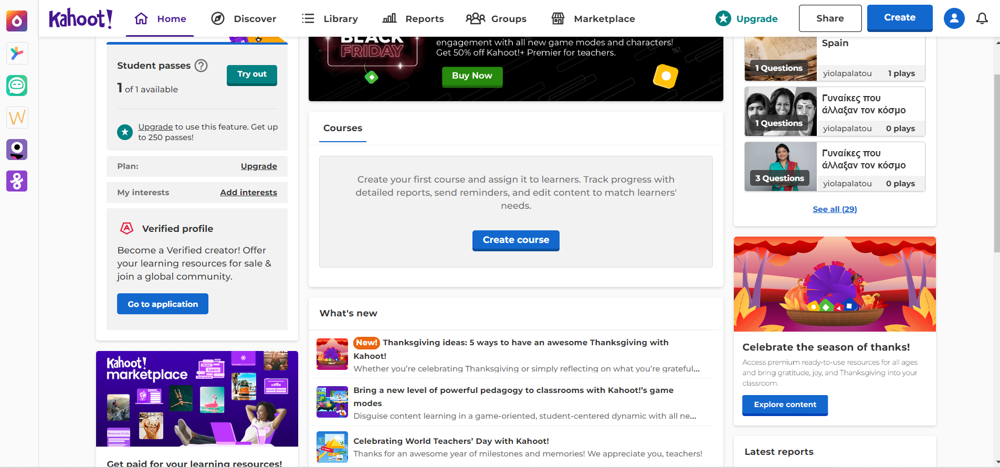 Kahoot!
Home
Discover
Library
Reports
Groups
Marketplace
Upgrade
Share
Create
Student passes ?
Try out
1 of 1 available
Upgrade to use this feature. Get up
to 250 passes!
Plan:
Upgrade
My interests
Add interests
Verified profile
Become a Verified creator! Offer
your learning resources for sale &
join a global community.
Go to application
Kahoot!
marketplace
Learn
Resource Guide
Get paid for your learning resources!
BLACK
FRIDAY
engagement with all new game modes and characters!
Get 50% off Kahoot!+ Premier for teachers.
Buy Now
Courses
Create your first course and assign it to learners. Track progress with
detailed reports, send reminders, and edit content to match learners'
needs.
Create course
What's new
New! Thanksgiving ideas: 5 ways to have an awesome Thanksgiving with
Kahoot!
Whether you're celebrating Thanksgiving or simply reflecting on what you're grateful...
Bring a new level of powerful pedagogy to classrooms with Kahoot!'s game
modes
Disguise content learning in a game-oriented, student-centered dynamic with all ne...
Celebrating World Teachers' Day with Kahoot!
Thanks for an awesome year of milestones and memories! We appreciate you, teachers!
Spain
1 Questions
yiolapalatou
1 plays
Γυναίκες που
άλλαξαν τον κόσμο
1 Questions
yiolapalatou
0 plays
Γυναίκες που
άλλαξαν τον κόσμο
3 Questions
yiolapalatou
0 plays
See all (29)
Celebrate the season of thanks!
Access premium ready-to-use resources for all ages
and bring gratitude, joy, and Thanksgiving into your
classroom.
Explore content
Latest reports